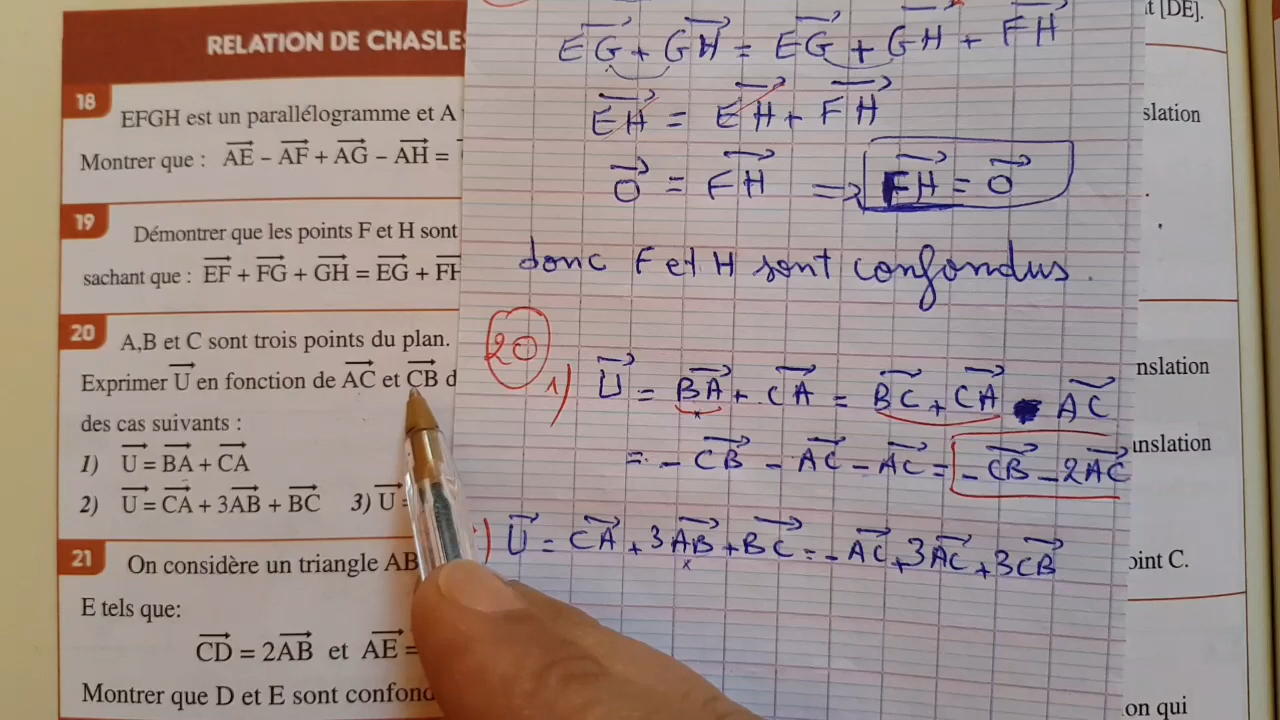 RELATION DE CHASLES
18
EFGH est un parallélogramme et A
Montrer que : AE - AF + AG - AH =
19
Démontrer que les points F et H sont
sachant que : EF + FG + GH = EG + FH
20
A,B et C sont trois points du plan.
Exprimer U en fonction de AC et CB d
des cas suivants :
1) U = BA + CA
2) U = CA + 3AB + BC 3) U =
21
On considère un triangle AB
E tels que:
CD = 2AB et AE =
Montrer que D et E sont confond
EG + GH = EG + GH + FH
EH = EH + FH
0 = FH => FH = 0
donc F et H sont confondus.
20
1) U = BA + CA = BC + CA - AC
= - CB - AC - AC = - CB - 2AC
) U = CA + 3AB + BC = - AC + 3AC + 3CB
t [DE].
slation
nslation
anslation
oint C.
on qui